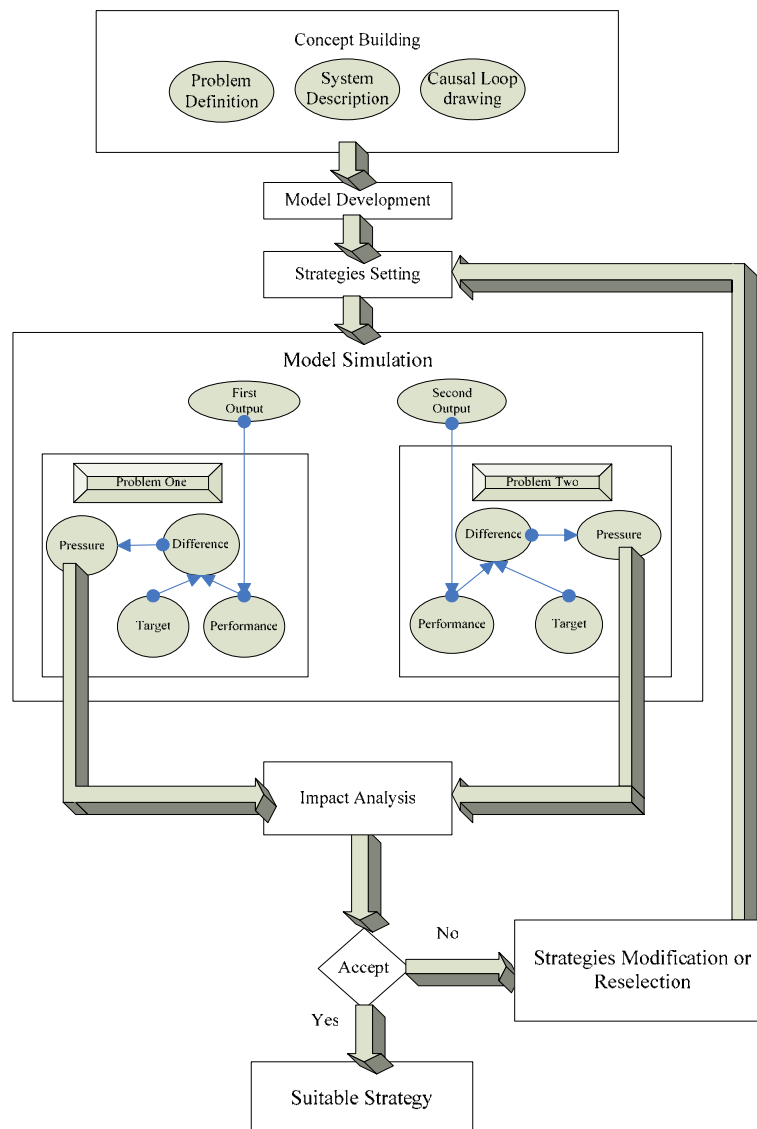 Concept Building
Problem
Definition
System
Description
Causal Loop
drawing
Model Development
Strategies Setting
Model Simulation
First
Output
Second
Output
Problem One
Pressure
Difference
Target
Performance
Problem Two
Difference
Pressure
Performance
Target
Impact Analysis
Accept
No
Strategies Modification or
Reselection
Yes
Suitable Strategy